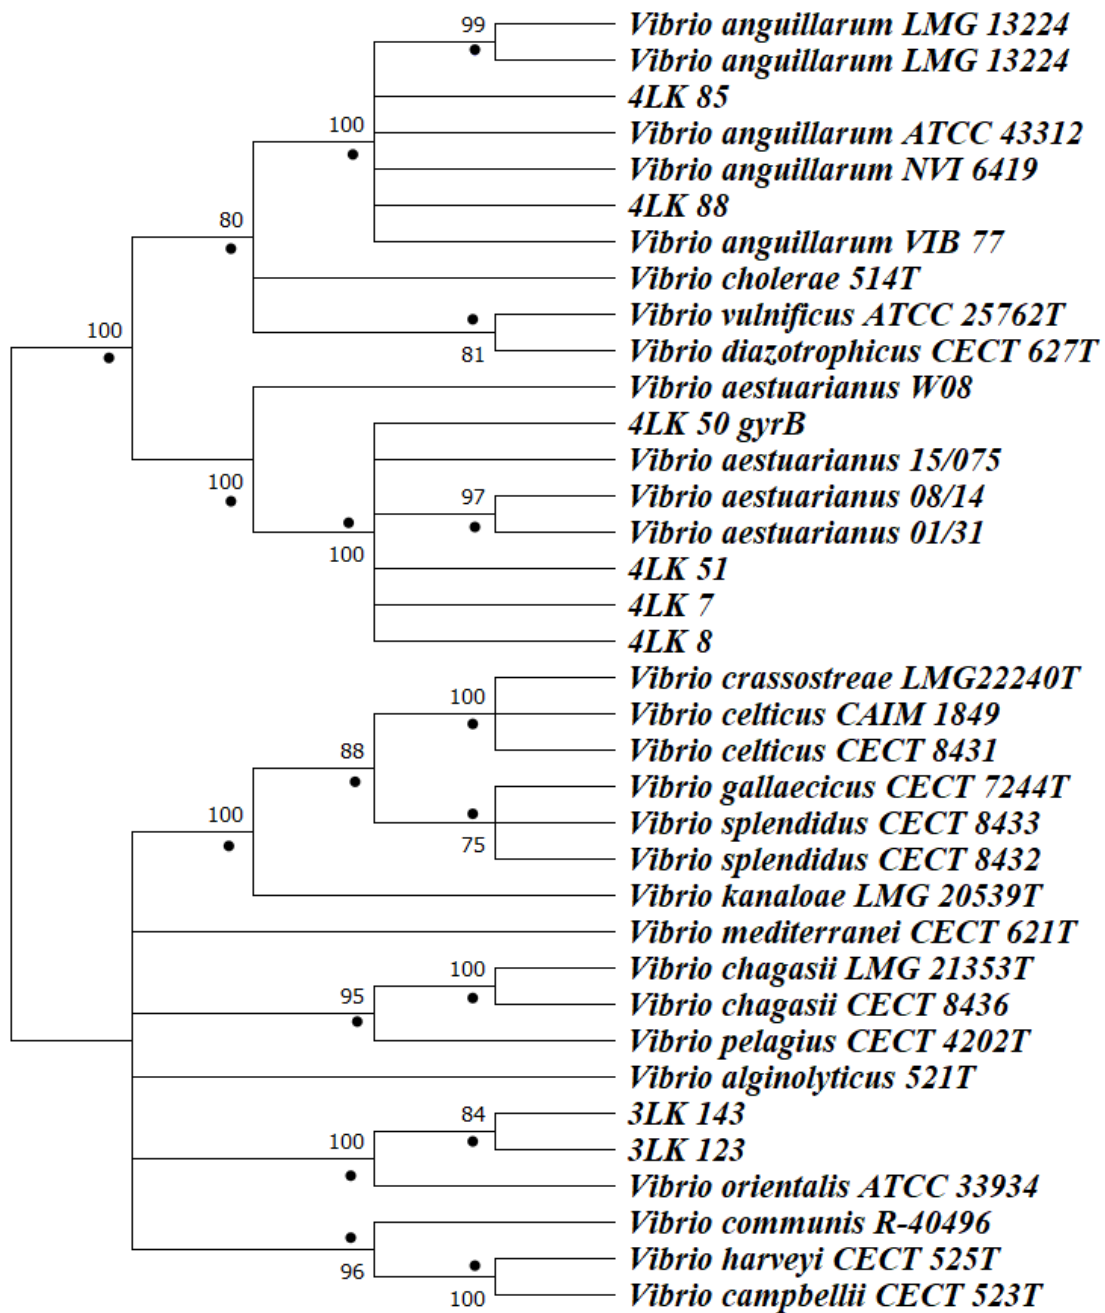 99
Vibrio anguillarum LMG 13224
Vibrio anguillarum LMG 13224
4LK 85
100
Vibrio anguillarum ATCC 43312
Vibrio anguillarum NVI 6419
4LK 88
80
Vibrio anguillarum VIB 77
Vibrio cholerae 514T
Vibrio vulnificus ATCC 25762T
100
81
Vibrio diazotrophicus CECT 627T
Vibrio aestuarianus W08
4LK 50 gyrB
Vibrio aestuarianus 15/075
100
97
Vibrio aestuarianus 08/14
Vibrio aestuarianus 01/31
100
4LK 51
4LK 7
4LK 8
Vibrio crassostreae LMG22240T
100
Vibrio celticus CAIM 1849
88
Vibrio celticus CECT 8431
Vibrio gallaecicus CECT 7244T
100
Vibrio splendidus CECT 8433
75
Vibrio splendidus CECT 8432
Vibrio kanaloae LMG 20539T
Vibrio mediterranei CECT 621T
100
Vibrio chagasii LMG 21353T
95
Vibrio chagasii CECT 8436
Vibrio pelagius CECT 4202T
Vibrio alginolyticus 521T
84
3LK 143
100
3LK 123
Vibrio orientalis ATCC 33934
Vibrio communis R-40496
96
Vibrio harveyi CECT 525T
100
Vibrio campbellii CECT 523T